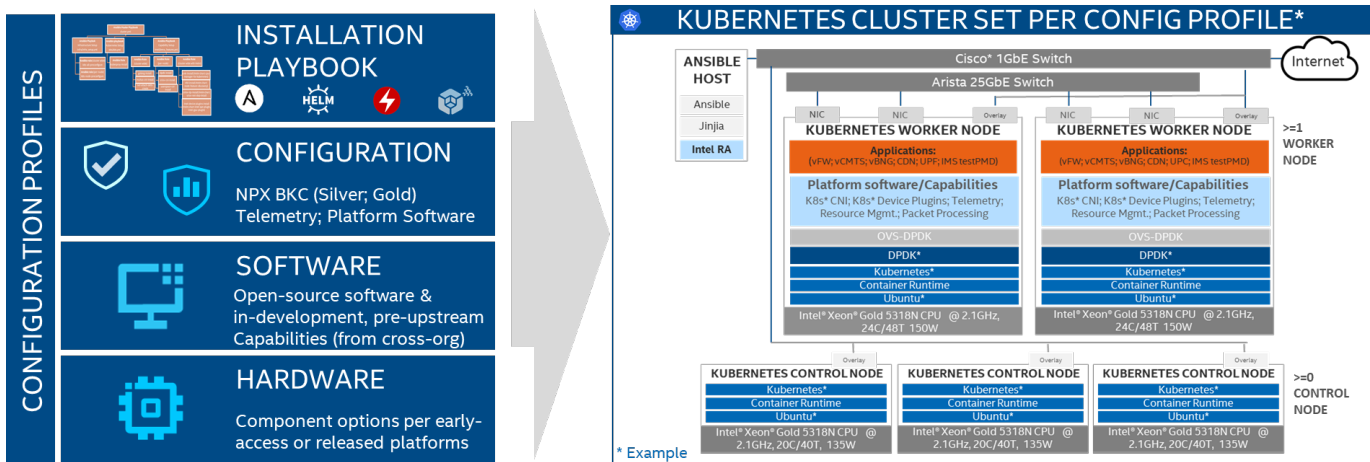 CONFIGURATION PROFILES
INSTALLATION
PLAYBOOK
HELM
CONFIGURATION
NPX BKC (Silver; Gold)
Telemetry; Platform Software
SOFTWARE
Open-source software &
in-development, pre-upstream
Capabilities (from cross-org)
HARDWARE
Component options per early-
access or released platforms
KUBERNETES CLUSTER SET PER CONFIG PROFILE*
ANSIBLE
HOST
Ansible
Jinjia
Intel RA
Cisco* 1GbE Switch
Arista 25GbE Switch
Internet
NIC
NIC
Overlay
KUBERNETES WORKER NODE
Applications:
(vFW; vCMTS; vBNG; CDN; UPF; IMS testPMD)
Platform software/Capabilities
K8s* CNI; K8s* Device Plugins; Telemetry;
Resource Mgmt.; Packet Processing
OVS-DPDK
DPDK*
Kubernetes*
Container Runtime
Ubuntu*
Intel® Xeon® Gold 5318N CPU @ 2.1GHz,
24C/48T 150W
NIC
NIC
Overlay
KUBERNETES WORKER NODE
Applications:
(vFW; vCMTS; vBNG; CDN; UPC; IMS testPMD)
Platform software/Capabilities
K8s* CNI; K8s* Device Plugins; Telemetry;
Resource Mgmt.; Packet Processing
OVS-DPDK
DPDK*
Kubernetes*
Container Runtime
Ubuntu*
Intel® Xeon® Gold 5318N CPU @ 2.1GHz,
24C/48T 150W
>=1
WORKER
NODE
Overlay
KUBERNETES CONTROL NODE
Kubernetes*
Container Runtime
Ubuntu*
Intel® Xeon® Gold 5318N CPU @
2.1GHz, 20C/40T, 135W
Overlay
KUBERNETES CONTROL NODE
Kubernetes*
Container Runtime
Ubuntu*
Intel® Xeon® Gold 5318N CPU @
2.1GHz, 20C/40T, 135W
Overlay
KUBERNETES CONTROL NODE
Kubernetes*
Container Runtime
Ubuntu*
Intel® Xeon® Gold 5318N CPU @
2.1GHz, 20C/40T, 135W
>=0
CONTROL
NODE
* Example